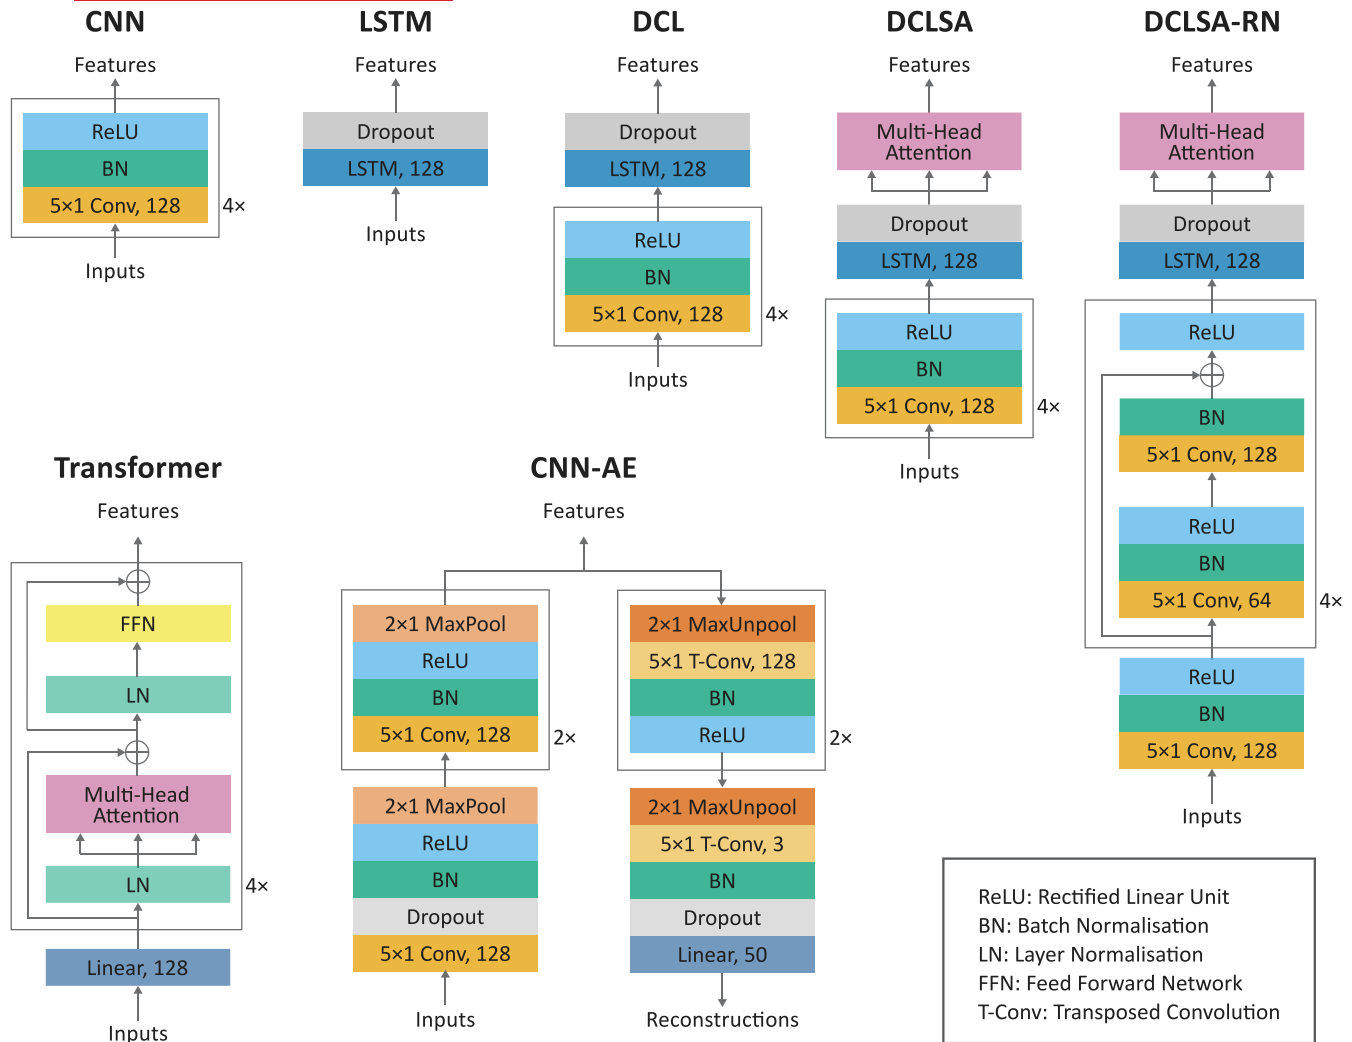 CNN
Features
ReLU
BN
5×1 Conv, 128
4×
Inputs
LSTM
Features
Dropout
LSTM, 128
Inputs
DCL
Features
Dropout
LSTM, 128
ReLU
BN
5×1 Conv, 128
4×
Inputs
DCLSA
Features
Multi-Head
Attention
Dropout
LSTM, 128
ReLU
BN
5×1 Conv, 128
4×
Inputs
DCLSA-RN
Features
Multi-Head
Attention
Dropout
LSTM, 128
ReLU
BN
5×1 Conv, 128
ReLU
BN
5×1 Conv, 64
4×
ReLU
BN
5×1 Conv, 128
Inputs
Transformer
Features
FFN
LN
Multi-Head
Attention
LN
4×
Linear, 128
Inputs
CNN-AE
Features
2×1 MaxPool
ReLU
BN
5×1 Conv, 128
2×
2×1 MaxPool
ReLU
BN
Dropout
5×1 Conv, 128
Inputs
2×1 MaxUnpool
5×1 T-Conv, 128
BN
ReLU
2×
2×1 MaxUnpool
5×1 T-Conv, 3
BN
Dropout
Linear, 50
Reconstructions
ReLU: Rectified Linear Unit
BN: Batch Normalisation
LN: Layer Normalisation
FFN: Feed Forward Network
T-Conv: Transposed Convolution